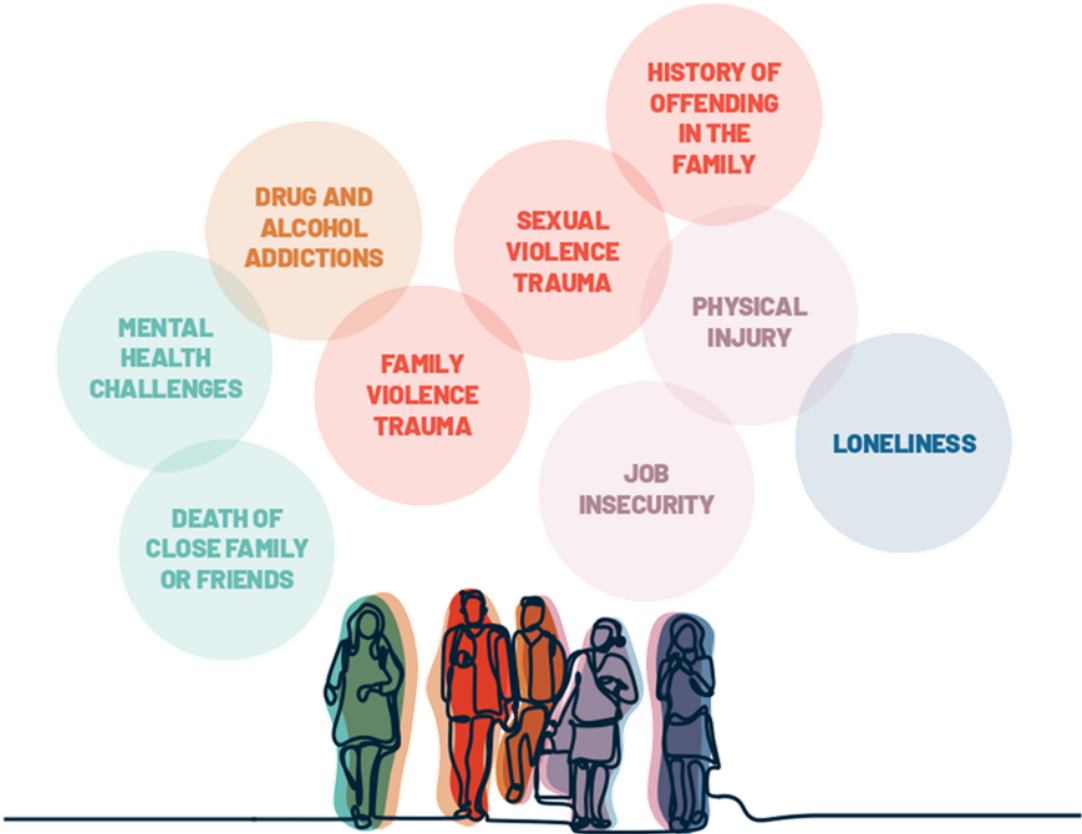 HISTORY OF
OFFENDING
IN THE
FAMILY
DRUG AND
ALCOHOL
ADDICTIONS
SEXUAL
VIOLENCE
TRAUMA
PHYSICAL
INJURY
MENTAL
HEALTH
CHALLENGES
FAMILY
VIOLENCE
TRAUMA
LONELINESS
JOB
INSECURITY
DEATH OF
CLOSE FAMILY
OR FRIENDS